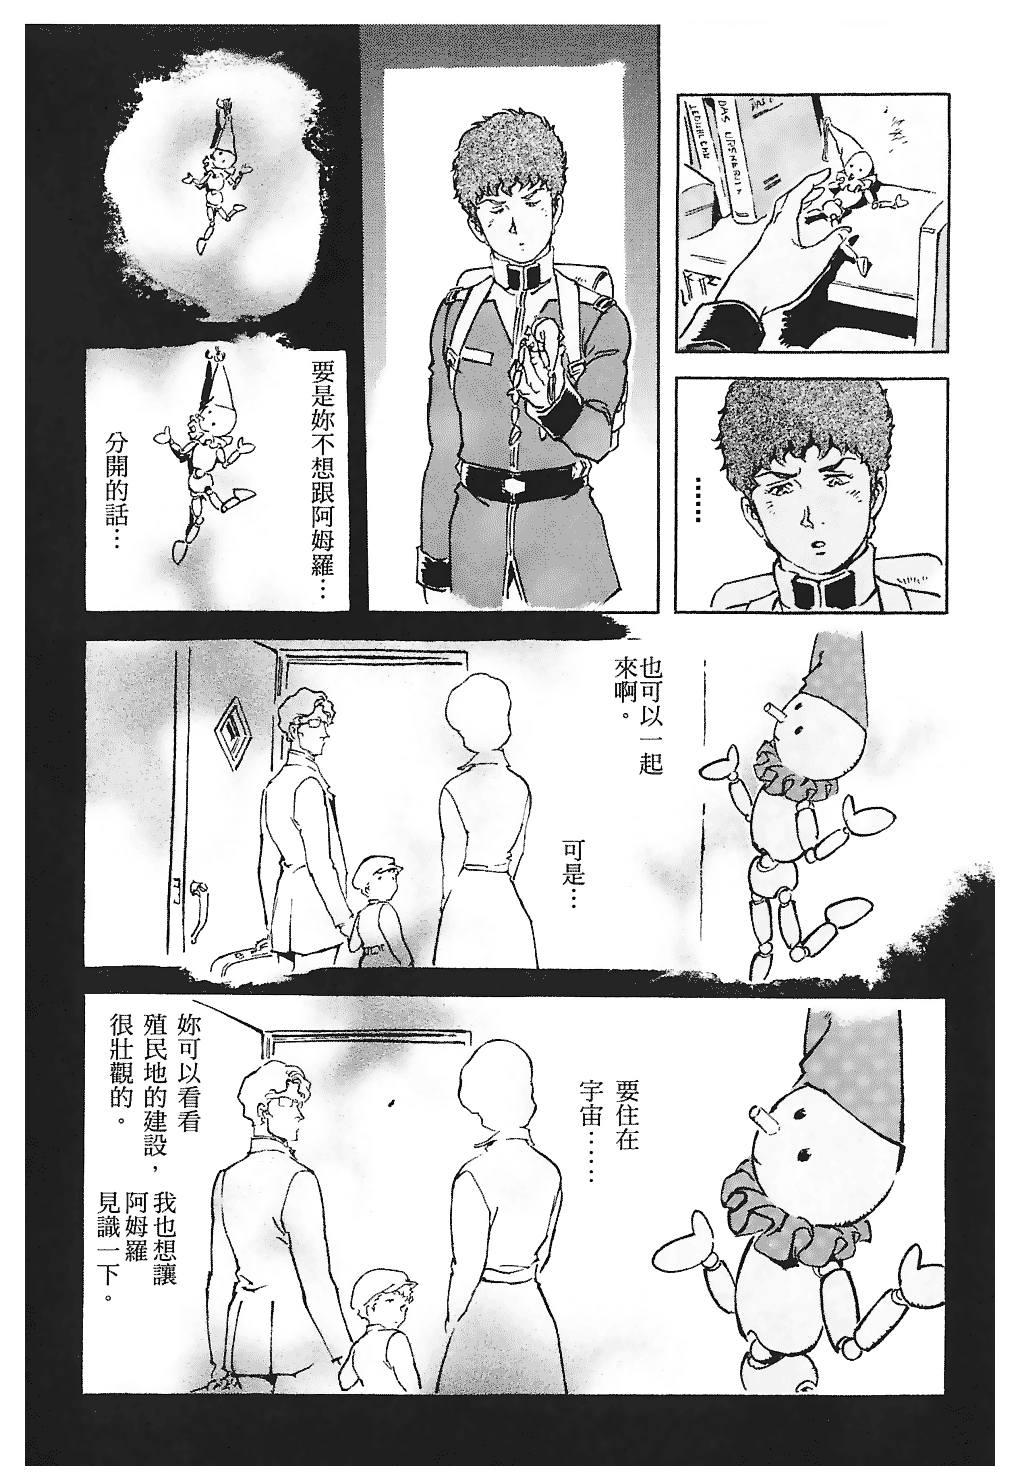 DAS UPSNERUIT
……
要是妳不想跟阿姆羅…
分開的話…
也可以一起
來啊。
可是…
要住在
宇宙……
妳可以看看
殖民地的建設，
很壯觀的。
我也想讓
阿姆羅
見識一下。